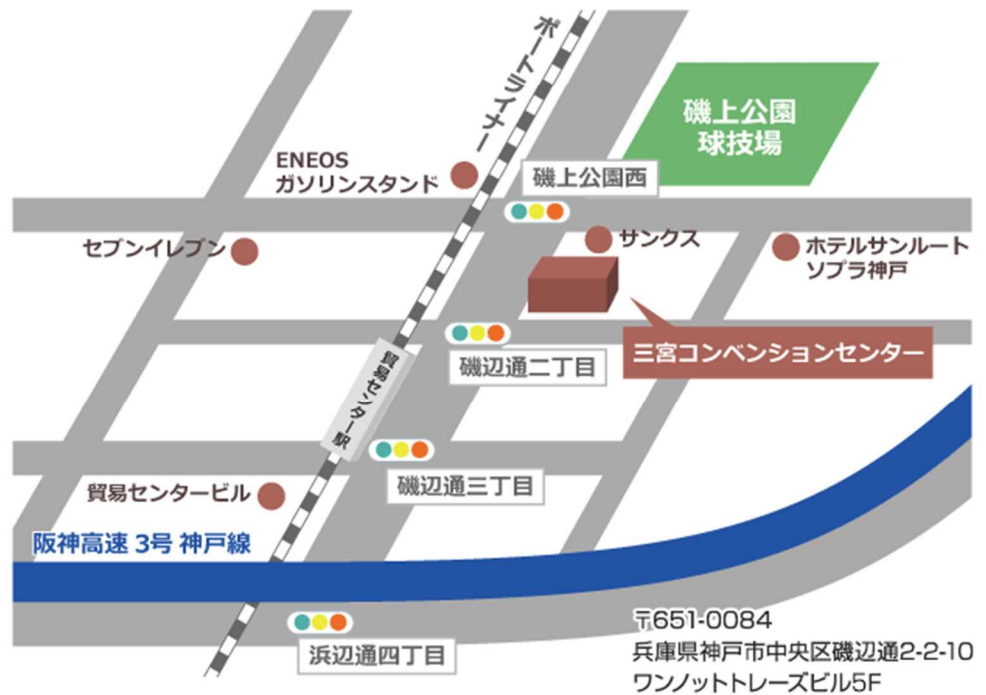 ポートライナー
磯上公園
球技場
ENEOS
ガソリンスタンド
磯上公園西
セブンイレブン
サンクス
ホテルサンルート
ソプラ神戸
三宮コンベンションセンター
磯辺通二丁目
貿易センター駅
磯辺通三丁目
貿易センタービル
阪神高速 3号 神戸線
浜辺通四丁目
〒651-0084
兵庫県神戸市中央区磯辺通2-2-10
ワンノットトレーズビル5F